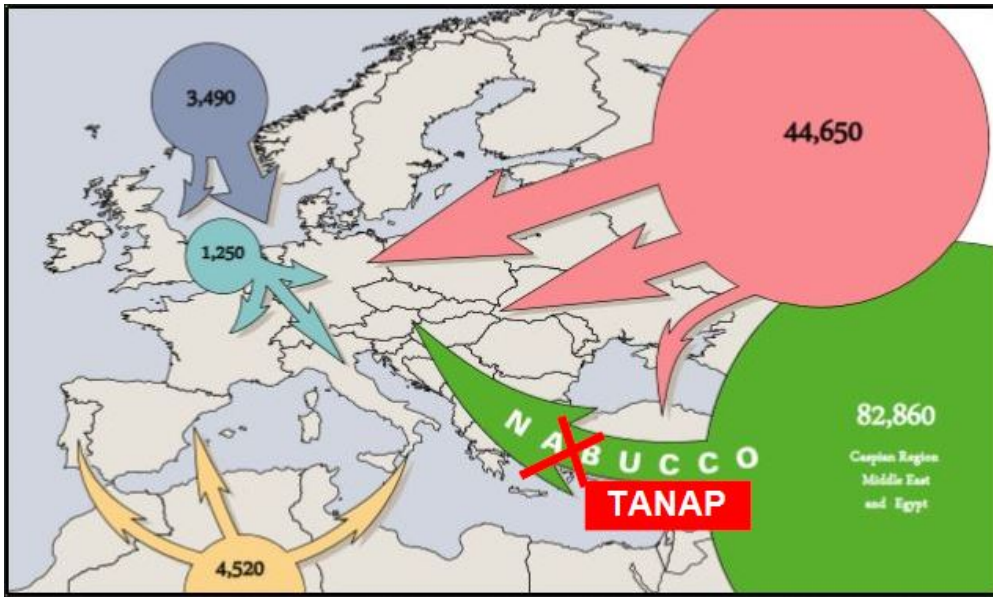 3,490
44,650
1,250
82,860
Caspian Region
Middle East
and Egypt
NABUCCO
TANAP
4,520